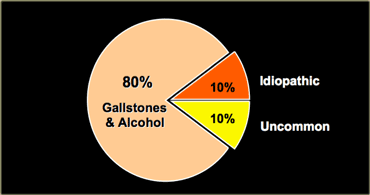 80%
Gallstones
& Alcohol
10%
Idiopathic
10%
Uncommon